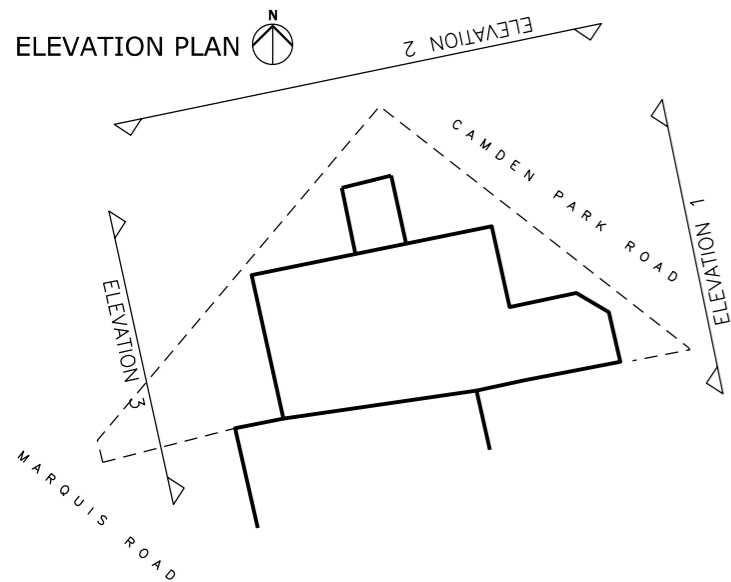 N
ELEVATION PLAN
ELEVATION 2
CAMDEN PARK ROAD
ELEVATION 1
ELEVATION 3
MARQUIS ROAD